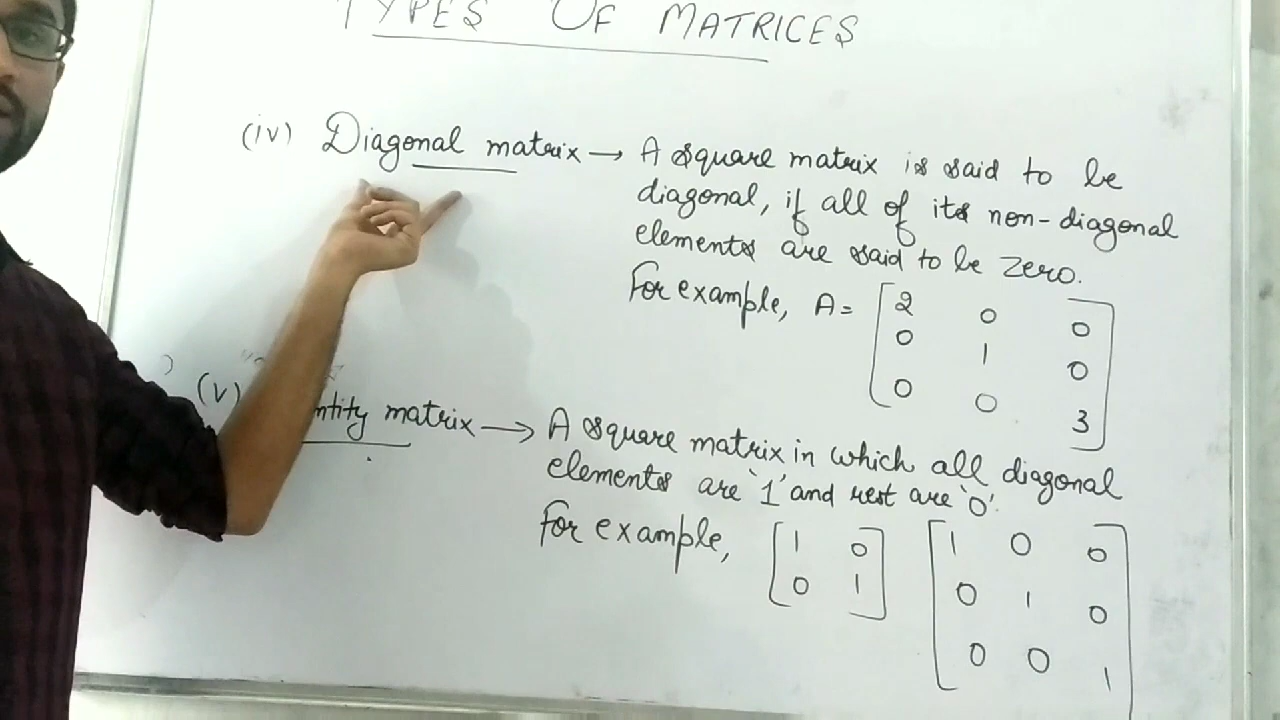 TYPES OF MATRICES
(iv) Diagonal matrix → A square matrix is said to be
diagonal, if all of its non-diagonal
elements are said to be zero.
For example, A = [2 0 0
0 1 0
0 0 3]
(v) ntity matrix → A square matrix in which all diagonal
elements are '1' and rest are '0'.
For example, [1 0 [1 0 0
0 1] 0 1 0
0 0 1]